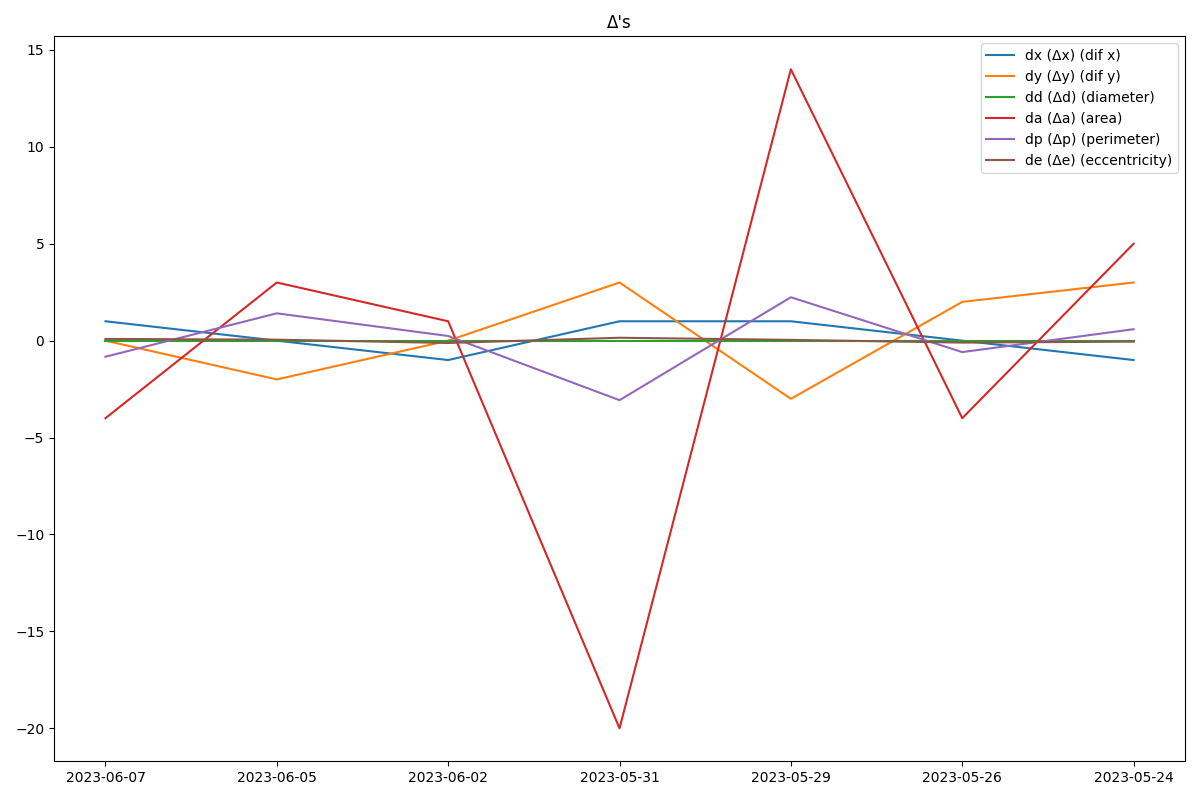 Δ's
15
10
5
0
−5
−10
−15
−20
dx (Δx) (dif x)
dy (Δy) (dif y)
dd (Δd) (diameter)
da (Δa) (area)
dp (Δp) (perimeter)
de (Δe) (eccentricity)
2023-06-07 2023-06-05 2023-06-02 2023-05-31 2023-05-29 2023-05-26 2023-05-24